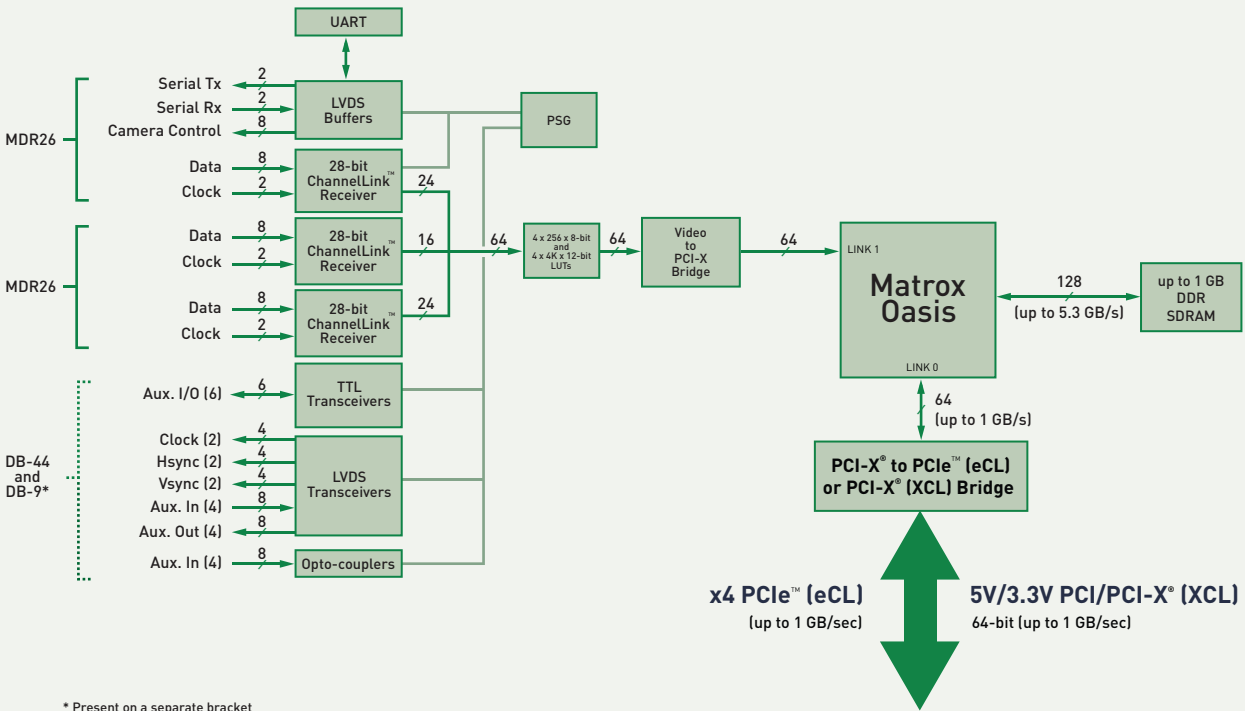 UART
MDR26
Serial Tx
2
Serial Rx
2
Camera Control
8
LVDS
Buffers
PSG
Data
8
Clock
2
28-bit
ChannelLink™
Receiver
24
MDR26
Data
8
Clock
2
28-bit
ChannelLink™
Receiver
16
64
4 x 256 x 8-bit
and
4 x 4K x 12-bit
LUTs
64
Video
to
PCI-X
Bridge
64
LINK 1
Matrox
Oasis
LINK 0
128
(up to 5.3 GB/s)
up to 1 GB
DDR
SDRAM
Data
8
Clock
2
28-bit
ChannelLink™
Receiver
24
DB-44
and
DB-9*
Aux. I/O (6)
6
TTL
Transceivers
Clock (2)
4
Hsync (2)
4
Vsync (2)
4
Aux. In (4)
8
Aux. Out (4)
8
LVDS
Transceivers
Aux. In (4)
8
Opto-couplers
64
(up to 1 GB/s)
PCI-X® to PCIe™ (eCL)
or PCI-X® (XCL) Bridge
x4 PCIe™ (eCL)
(up to 1 GB/sec)
5V/3.3V PCI/PCI-X® (XCL)
64-bit (up to 1 GB/sec)
* Present on a separate bracket